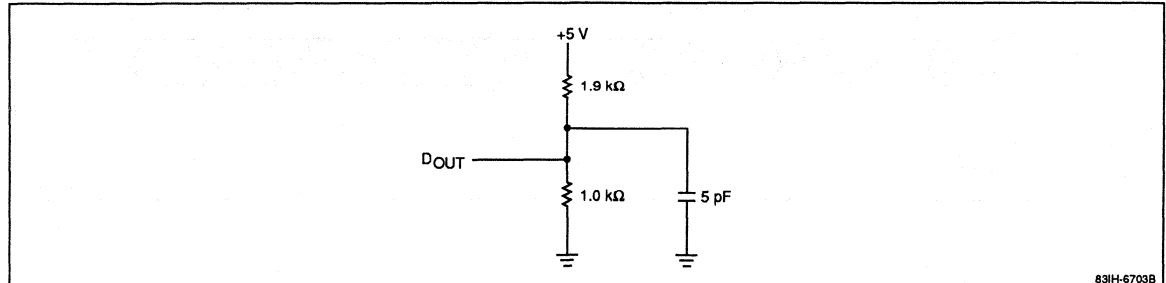 +5 V
1.9 kΩ
DOUT
1.0 kΩ
5 pF
83IH-6703B